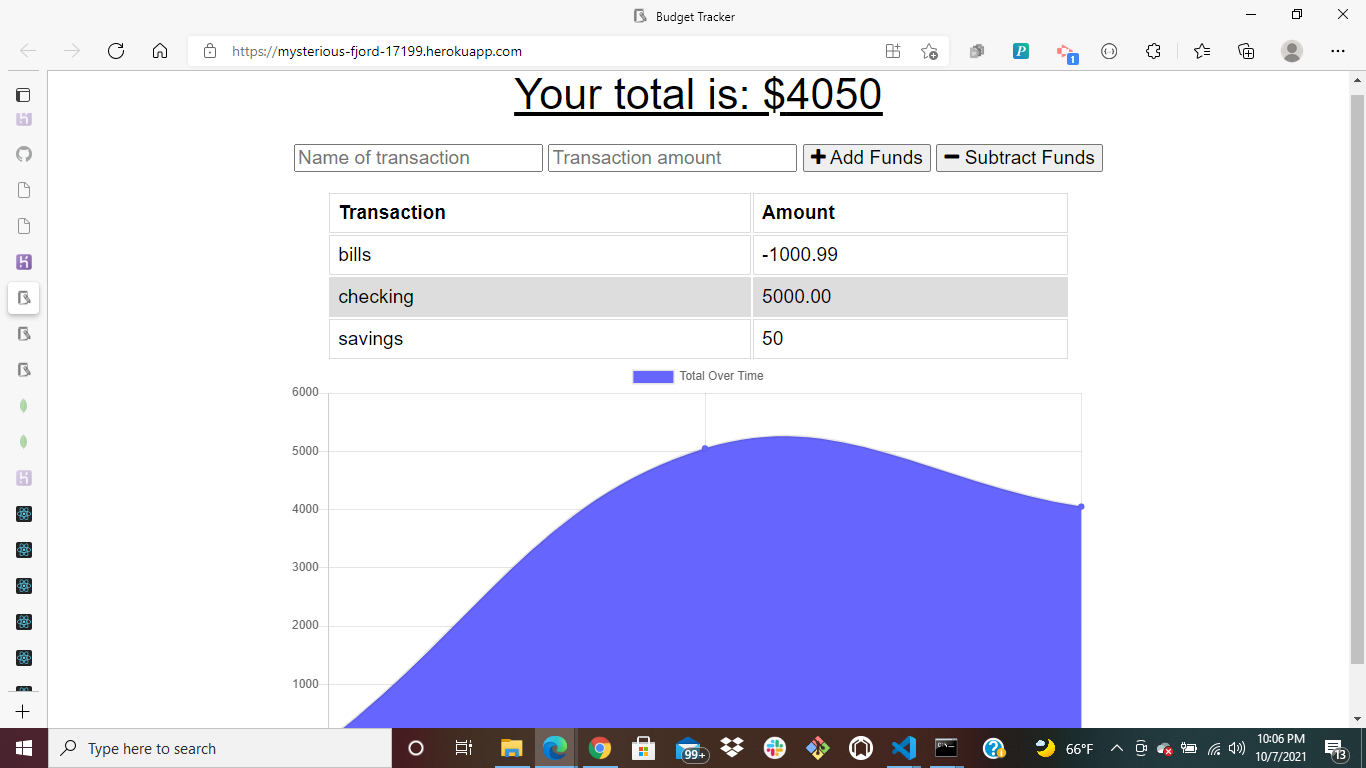 Budget Tracker
https://mysterious-fjord-17199.herokuapp.com
1
Your total is: $4050
Name of transaction Transaction amount Add Funds Subtract Funds
Transaction Amount
bills -1000.99
checking 5000.00
savings 50
Total Over Time
6000
5000
4000
3000
2000
1000
Type here to search
99+
66°F
10:06 PM
10/7/2021
13